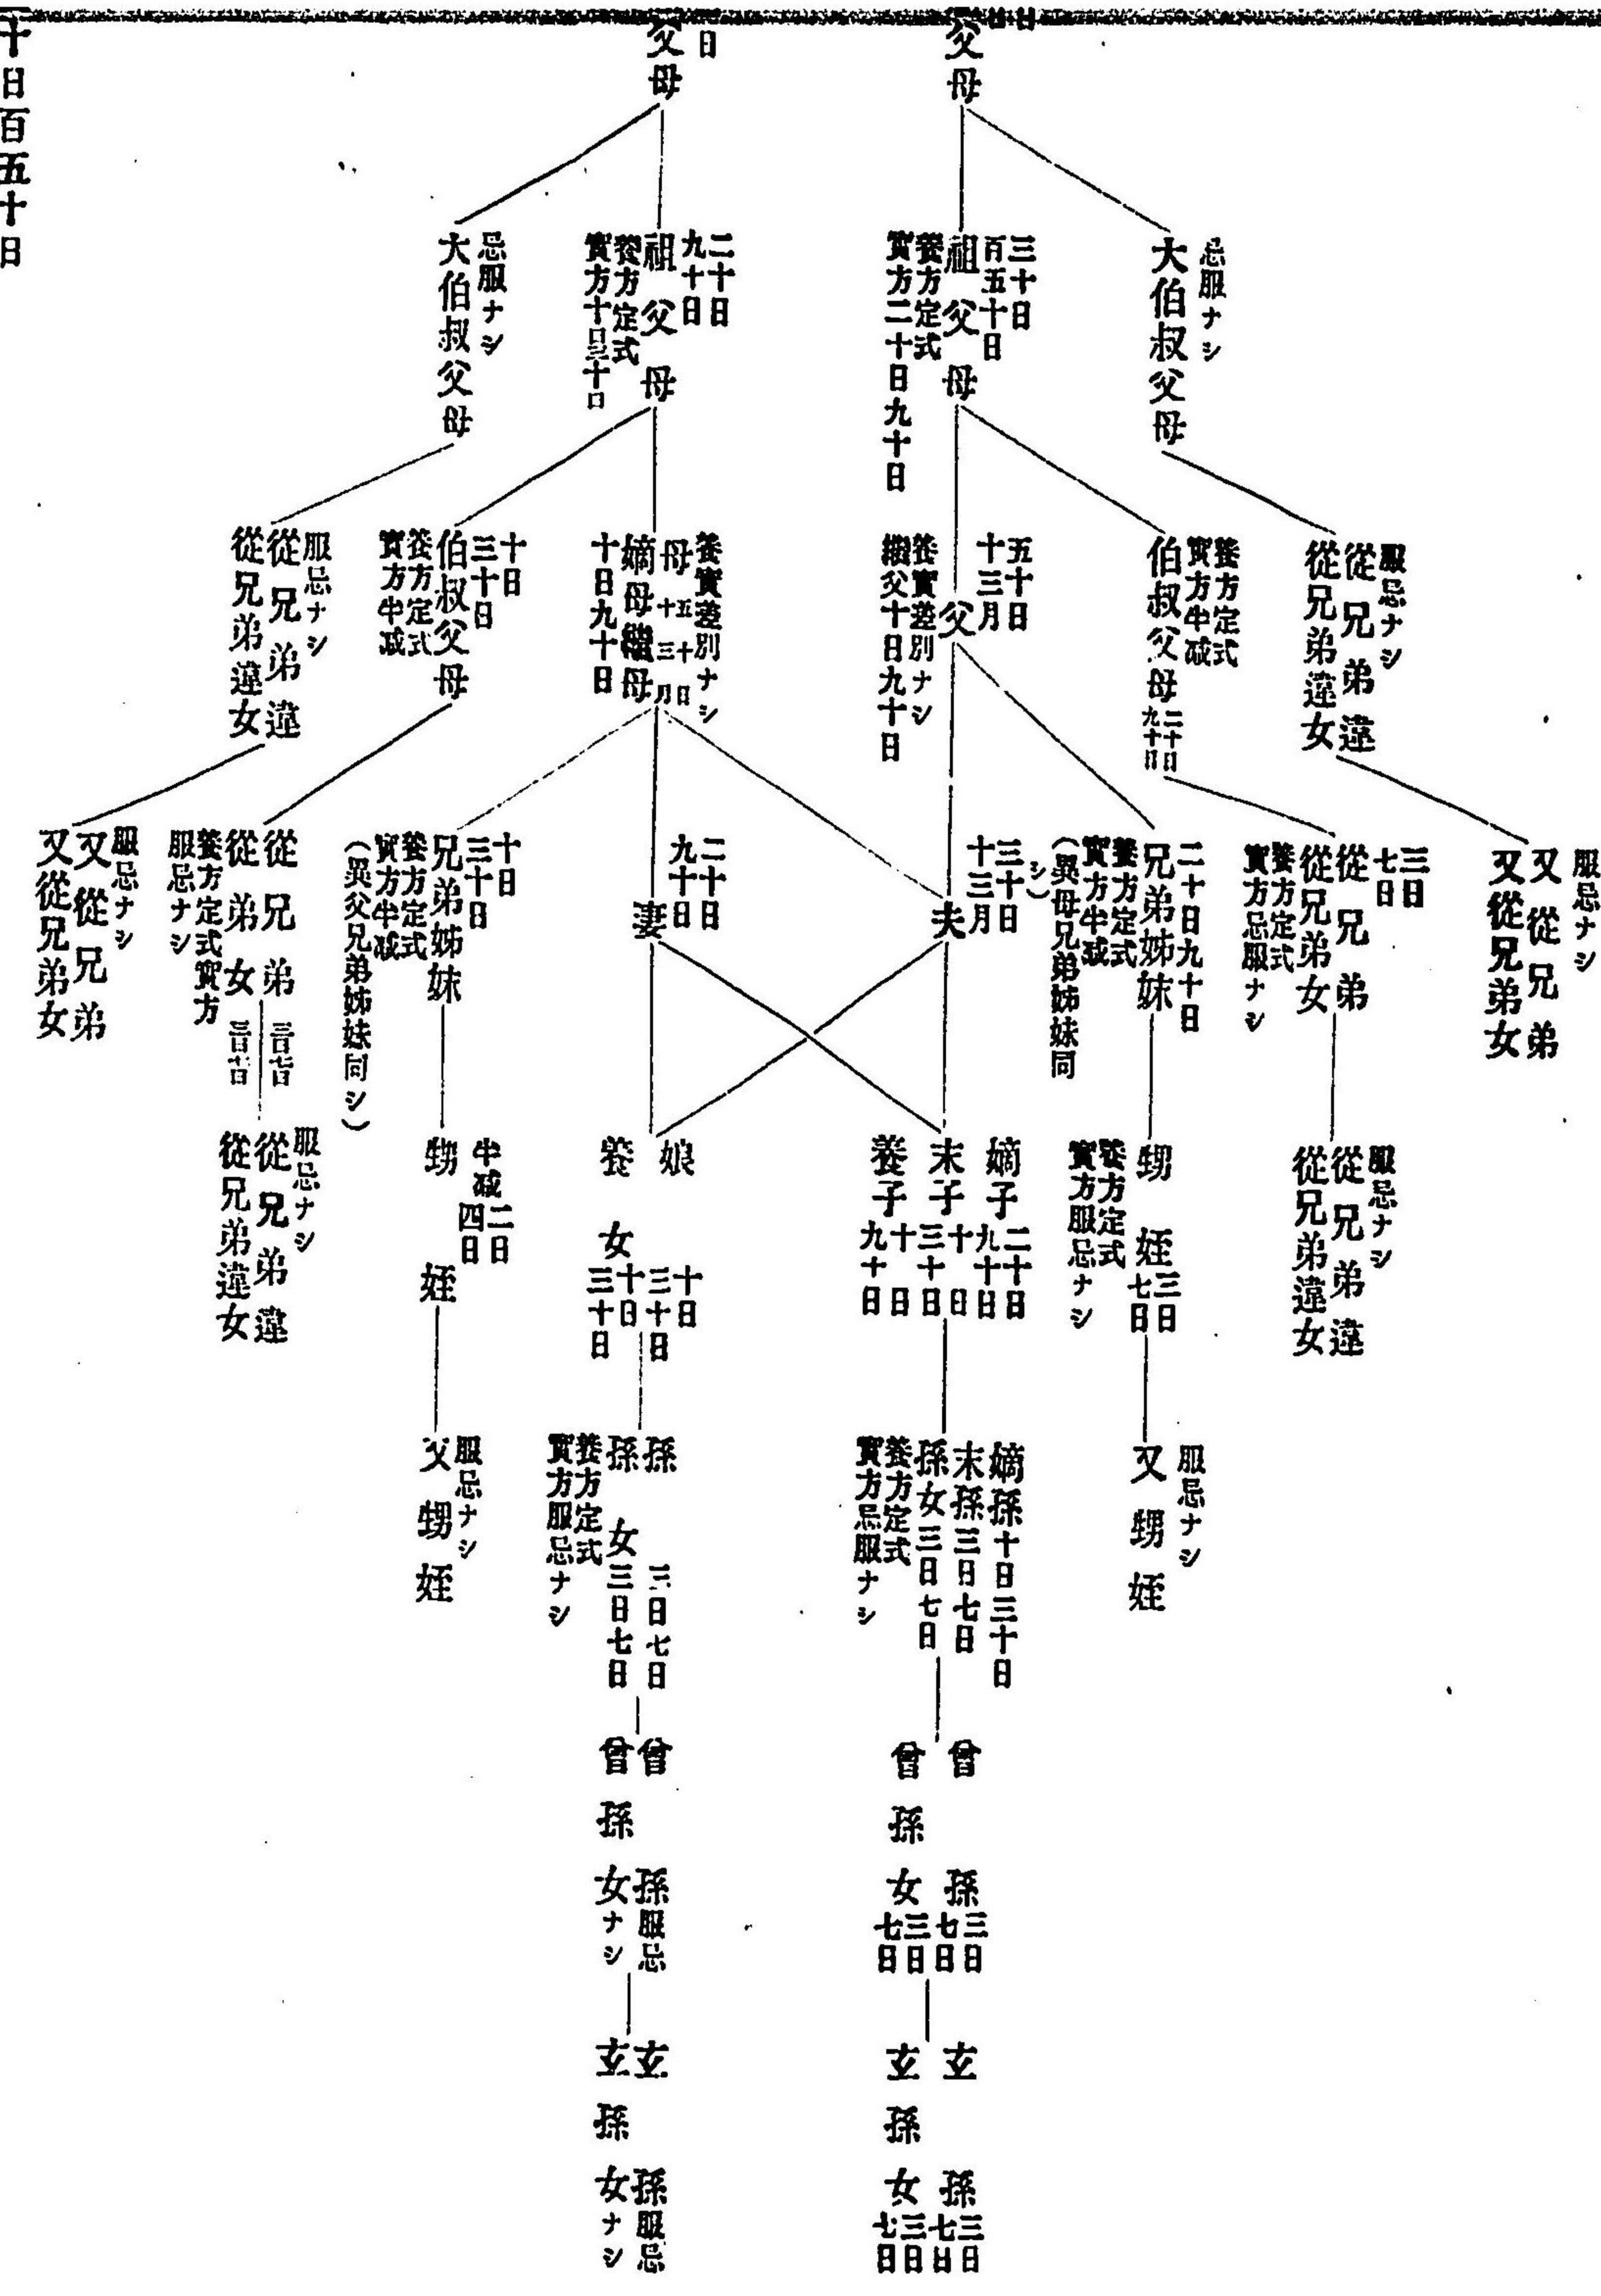 父母
日
父母
十日百五十日
忌服ナシ
大伯叔父母
三十日
百五十日
祖父母
養方定式
實方二十日九十日
二十日
九十日
祖父母
養方定式
忌服ナシ
大伯叔父母
服忌ナシ
從兄弟違
從兄弟違女
養方定式
實方半减
伯叔父母
二十日
九十日
五十日
十三月
父
養實差別ナシ
繼父十日九十日
養實差別ナシ
母
五十日
十三月
嫡母繼母
十日九十日
十日
三十日
伯叔父母
養方定式
實方半减
服忌ナシ
從兄弟違
從兄弟違女
服忌ナシ
又從兄弟
又從兄弟女
三日
七日
從兄弟
從兄弟女
養方定式
實方忌服ナシ
二十日九十日
兄弟姊妹
養方定式
實方半减
(異母兄弟姊妹同
シ)
三十日
十三月
夫
二十日
九十日
妻
十日
三十日
兄弟姊妹
養方定式
實方半减
(異父兄弟姊妹同シ)
從兄弟
從弟女
養方定式實方
服忌ナシ
服忌ナシ
又從兄弟
又從兄弟女
服忌ナシ
從兄弟違
從兄弟違女
甥姪
三日
七日
養方定式
實方服忌ナシ
嫡子
二十日
九十日
末子
十日
三十日
養子
十日
九十日
娘
十日
三十日
養女
十日
三十日
半减
二日
四日
甥姪
服忌ナシ
從兄弟違
從兄弟違女
服忌ナシ
又甥姪
嫡孫十日三十日
末孫三日七日
孫女三日七日
養方定式
實方忌服ナシ
孫三日七日
孫女三日七日
養方定式
實方服忌ナシ
服忌ナシ
又甥姪
曾孫
三日
七日
曾孫女
三日
七日
曾孫服忌
曾孫女ナシ
玄孫
三日
七日
玄孫女
三日
七日
玄孫服忌
玄孫女ナシ